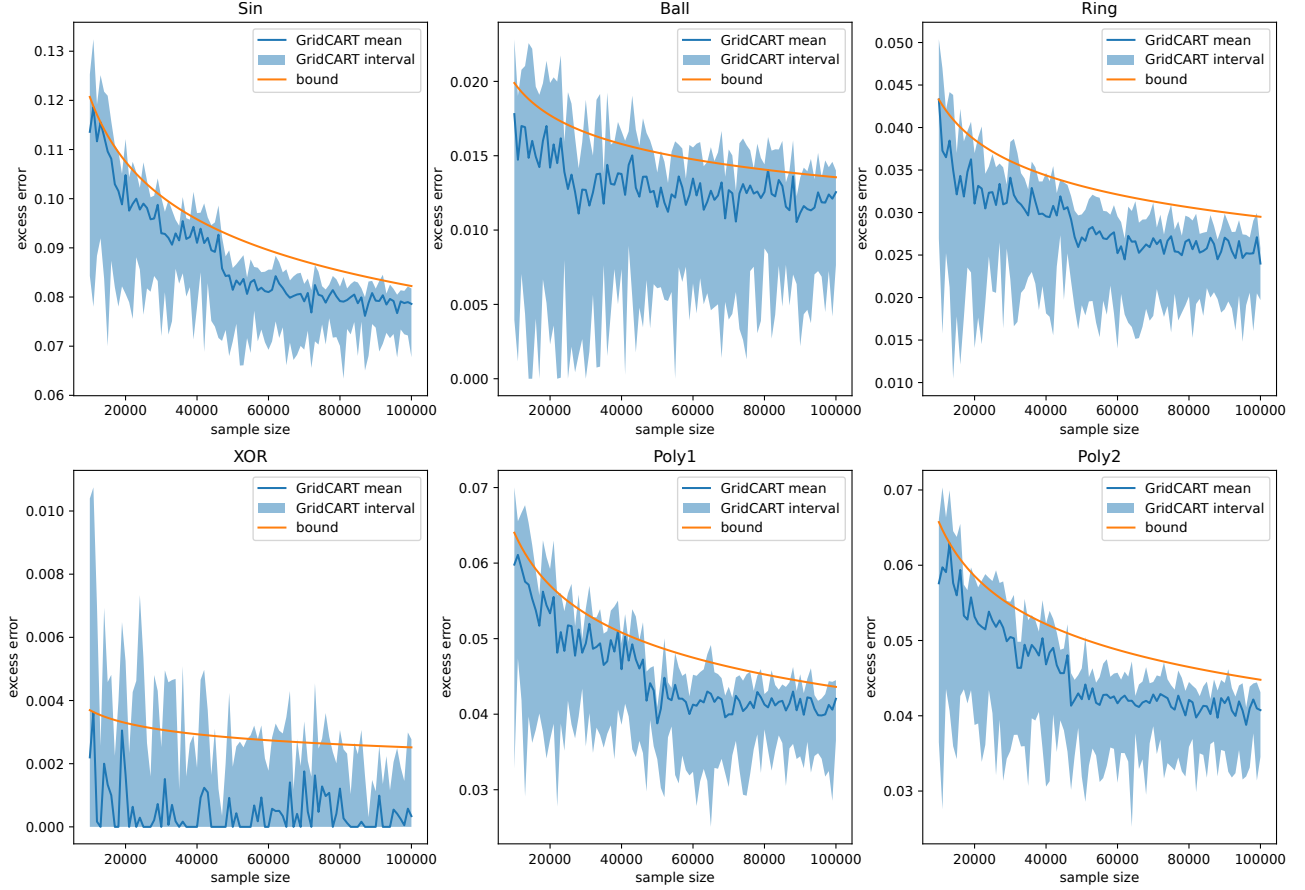 Sin
0.13
0.12
0.11
0.10
0.09
0.08
0.07
0.06
excess error
20000 40000 60000 80000 100000
sample size
GridCART mean
GridCART interval
bound
Ball
0.020
0.015
0.010
0.005
0.000
excess error
20000 40000 60000 80000 100000
sample size
GridCART mean
GridCART interval
bound
Ring
0.050
0.045
0.040
0.035
0.030
0.025
0.020
0.015
0.010
excess error
20000 40000 60000 80000 100000
sample size
GridCART mean
GridCART interval
bound
XOR
0.010
0.008
0.006
0.004
0.002
0.000
excess error
20000 40000 60000 80000 100000
sample size
GridCART mean
GridCART interval
bound
Poly1
0.07
0.06
0.05
0.04
0.03
excess error
20000 40000 60000 80000 100000
sample size
GridCART mean
GridCART interval
bound
Poly2
0.07
0.06
0.05
0.04
0.03
excess error
20000 40000 60000 80000 100000
sample size
GridCART mean
GridCART interval
bound